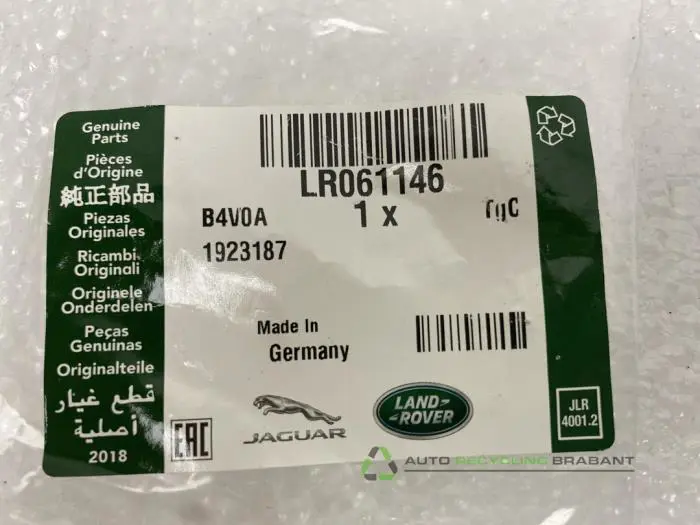 Genuine
Parts
Pièces
d'Origine
純正部品
Piezas
Originales
Ricambi
Originali
Originele
Onderdelen
Peças
Genuinas
Originalteile
قطع غيار
أصلية
2018
LR061146
B4V0A
1 x
1923187
Made In
Germany
EAC
JAGUAR
LAND-
ROVER
JLR
4001.2
AUTO RECYCLING BRABANT